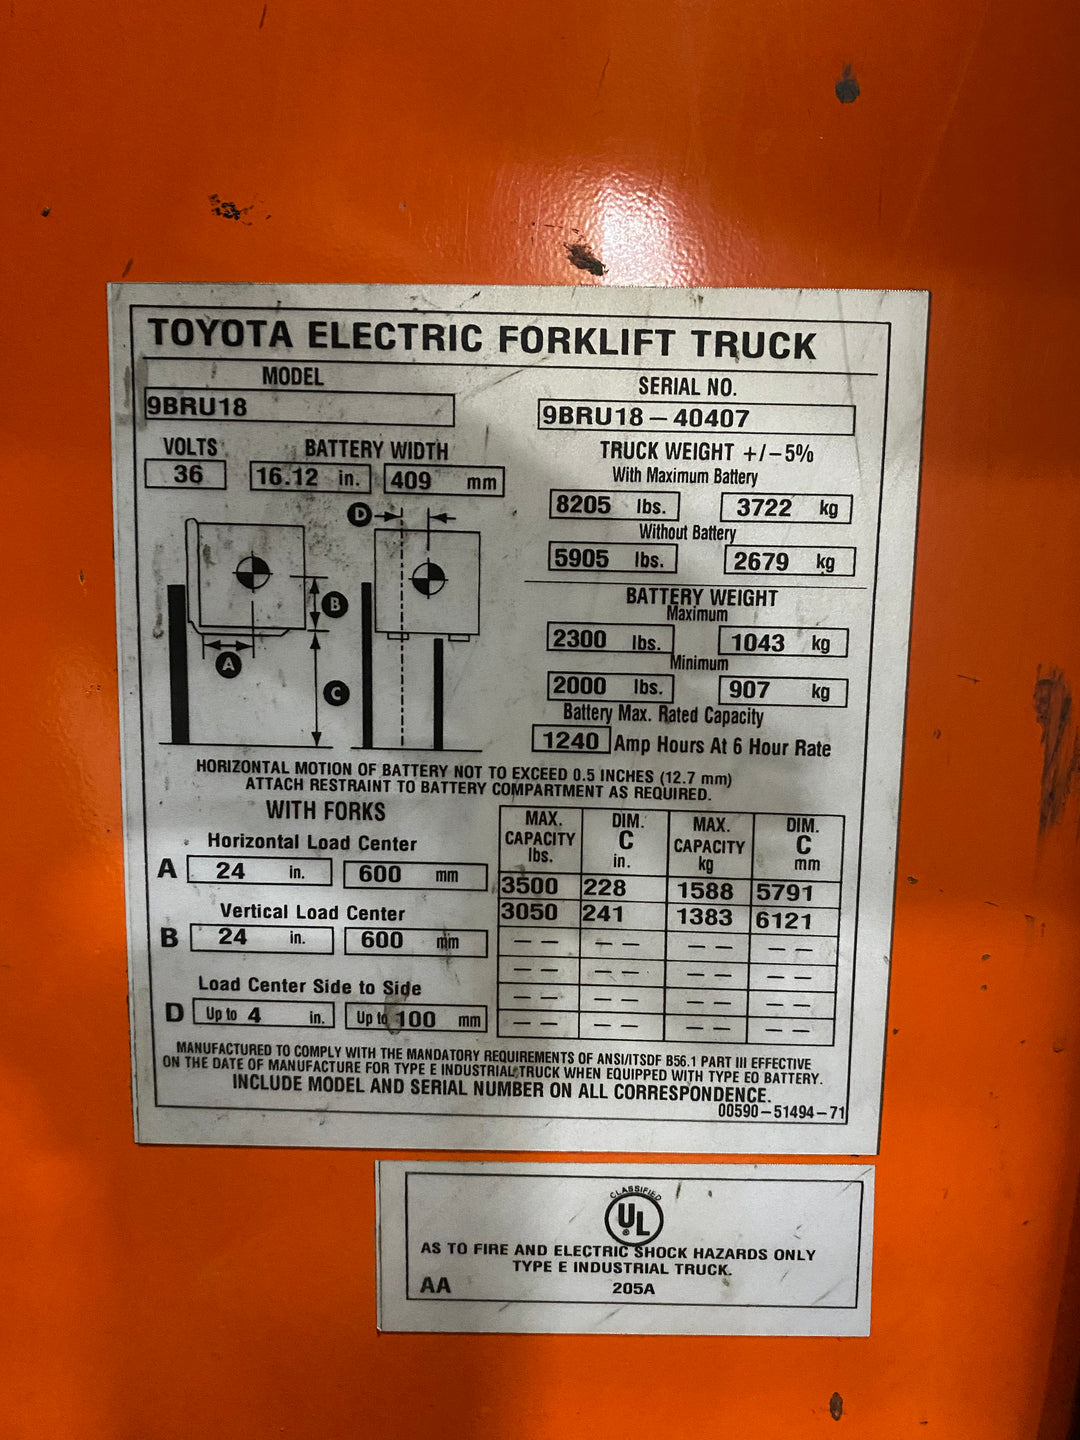 TOYOTA ELECTRIC FORKLIFT TRUCK
MODEL
9BRU18
SERIAL NO.
9BRU18-40407
VOLTS BATTERY WIDTH
36 16.12 in. 409 mm
TRUCK WEIGHT +/-5%
With Maximum Battery
8205 lbs. 3722 kg
Without Battery
5905 lbs. 2679 kg
D
B
A
C
BATTERY WEIGHT
Maximum
2300 lbs. 1043 kg
Minimum
2000 lbs. 907 kg
Battery Max. Rated Capacity
1240 Amp Hours At 6 Hour Rate
HORIZONTAL MOTION OF BATTERY NOT TO EXCEED 0.5 INCHES (12.7 mm)
ATTACH RESTRAINT TO BATTERY COMPARTMENT AS REQUIRED.
WITH FORKS
Horizontal Load Center
A 24 in. 600 mm
Vertical Load Center
B 24 in. 600 mm
Load Center Side to Side
D Up to 4 in. Up to 100 mm
MAX. CAPACITY lbs. DIM. C in. MAX. CAPACITY kg DIM. C mm
3500 228 1588 5791
3050 241 1383 6121
-- -- -- --
-- -- -- --
-- -- -- --
-- -- -- --
MANUFACTURED TO COMPLY WITH THE MANDATORY REQUIREMENTS OF ANSI/ITSDF B56.1 PART III EFFECTIVE
ON THE DATE OF MANUFACTURE FOR TYPE E INDUSTRIAL TRUCK WHEN EQUIPPED WITH TYPE EO BATTERY.
INCLUDE MODEL AND SERIAL NUMBER ON ALL CORRESPONDENCE.
00590-51494-71
CLASSIFIED
UL ®
AS TO FIRE AND ELECTRIC SHOCK HAZARDS ONLY
TYPE E INDUSTRIAL TRUCK.
AA 205A